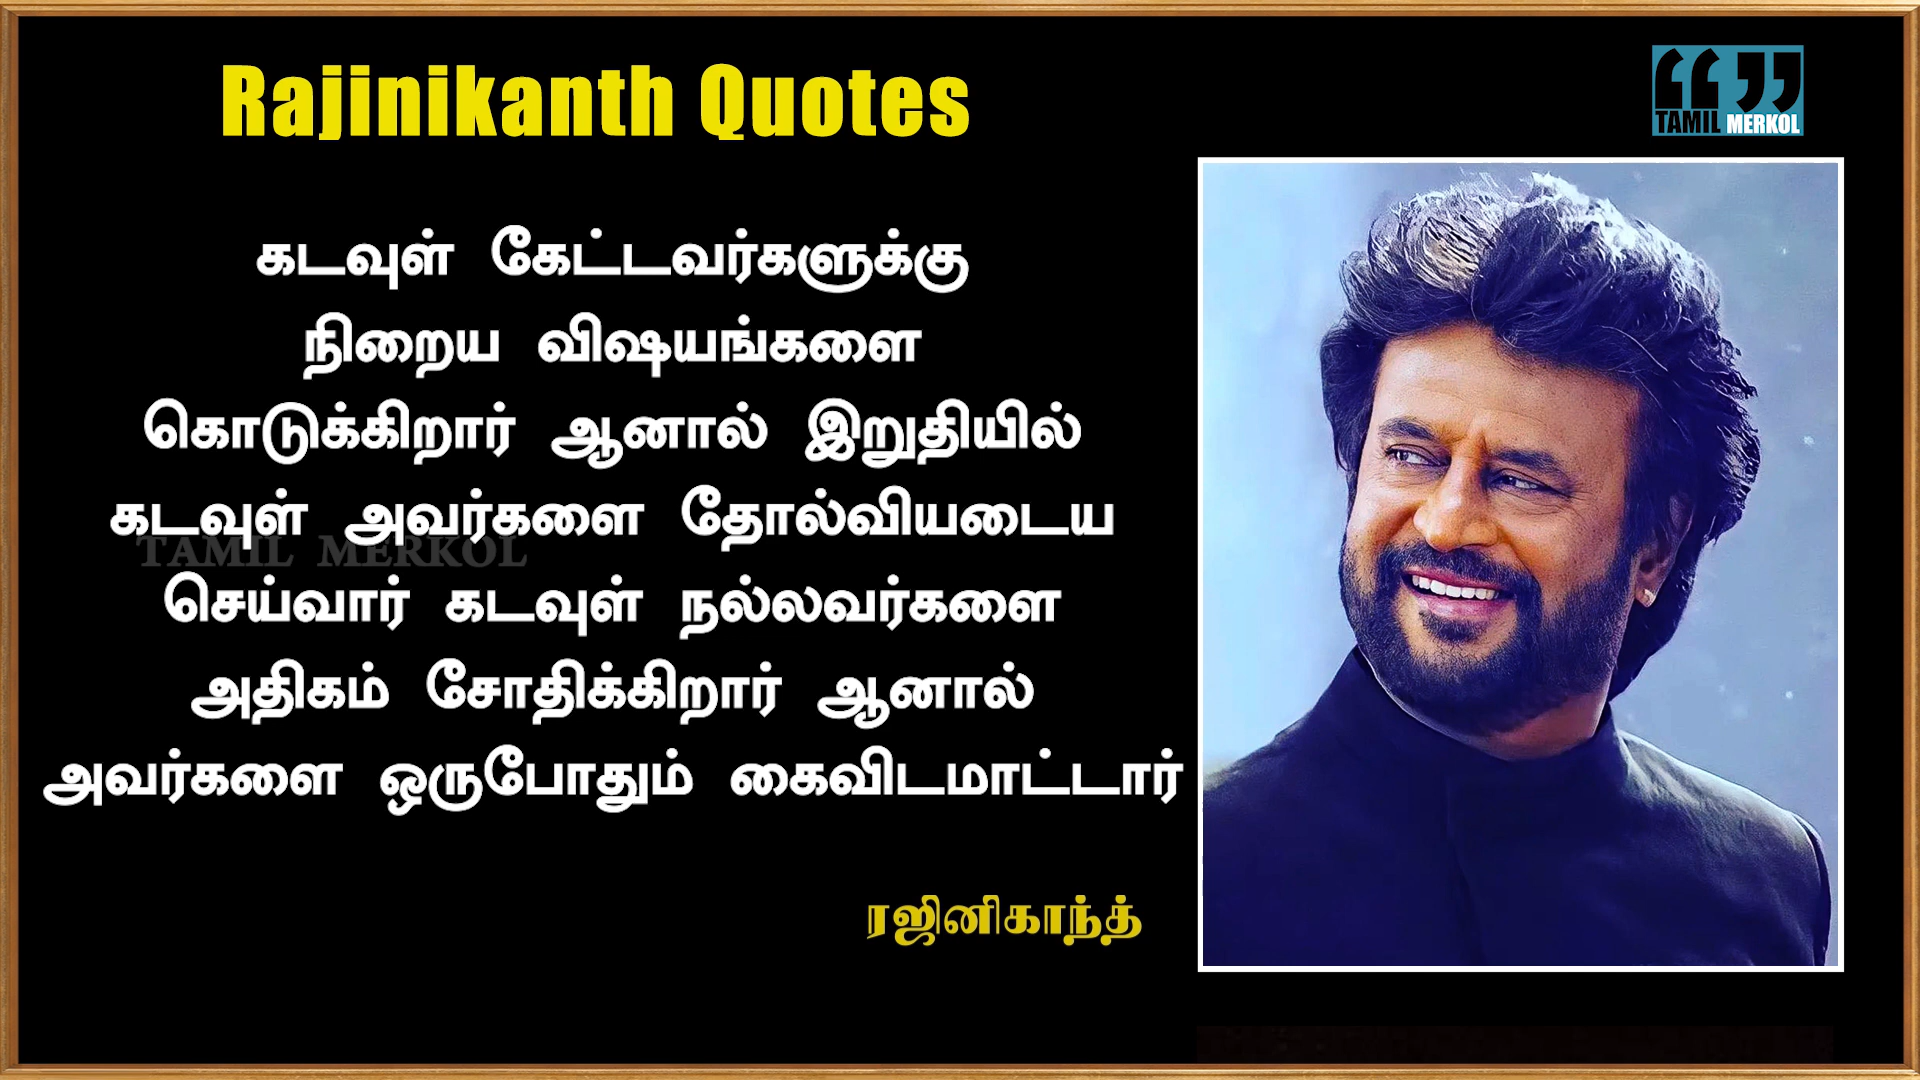 Rajinikanth Quotes
TAMIL MERKOL
கடவுள் கேட்டவர்களுக்கு
நிறைய விஷயங்களை
கொடுக்கிறார் ஆனால் இறுதியில்
கடவுள் அவர்களை தோல்வியடைய
TAMIL MERKOL
செய்வார் கடவுள் நல்லவர்களை
அதிகம் சோதிக்கிறார் ஆனால்
அவர்களை ஒருபோதும் கைவிடமாட்டார்
ரஜினிகாந்த்